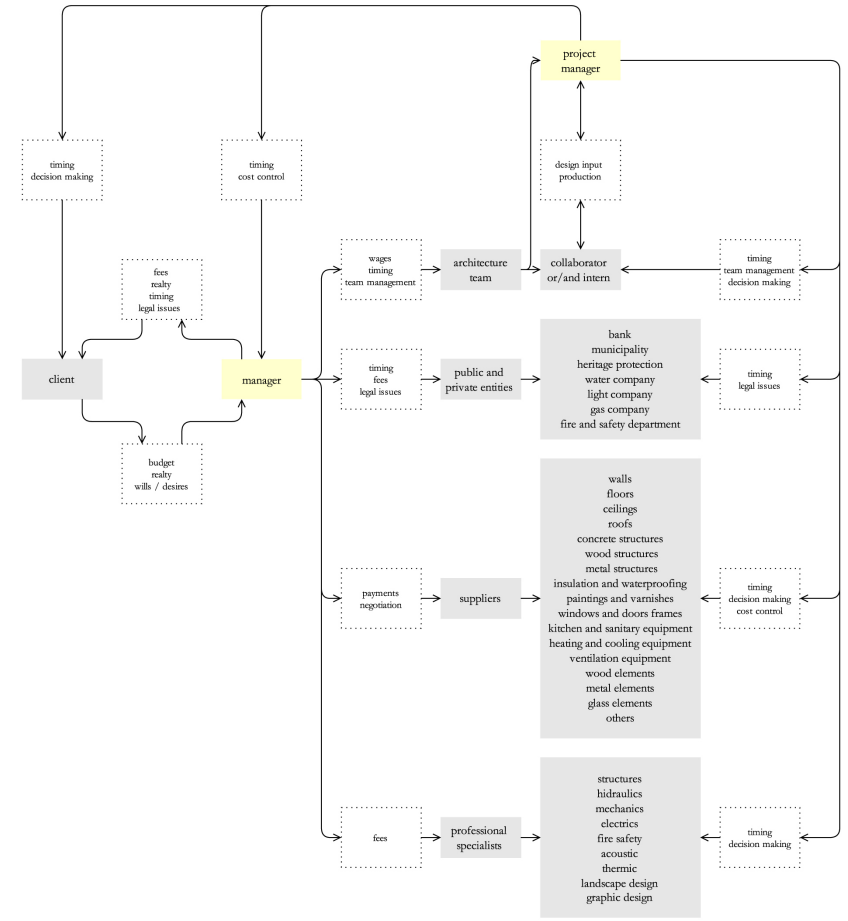 project
manager
timing
decision making
timing
cost control
design input
production
fees
realty
timing
legal issues
wages
timing
team management
architecture
team
collaborator
or/and intern
timing
team management
decision making
client
manager
timing
fees
legal issues
public and
private entities
bank
municipality
heritage protection
water company
light company
gas company
fire and safety department
timing
legal issues
budget
realty
wills / desires
payments
negotiation
suppliers
walls
floors
ceilings
roofs
concrete structures
wood structures
metal structures
insulation and waterproofing
paintings and varnishes
windows and doors frames
kitchen and sanitary equipment
heating and cooling equipment
ventilation equipment
wood elements
metal elements
glass elements
others
timing
decision making
cost control
fees
professional
specialists
structures
hidraulics
mechanics
electrics
fire safety
acoustic
thermic
landscape design
graphic design
timing
decision making